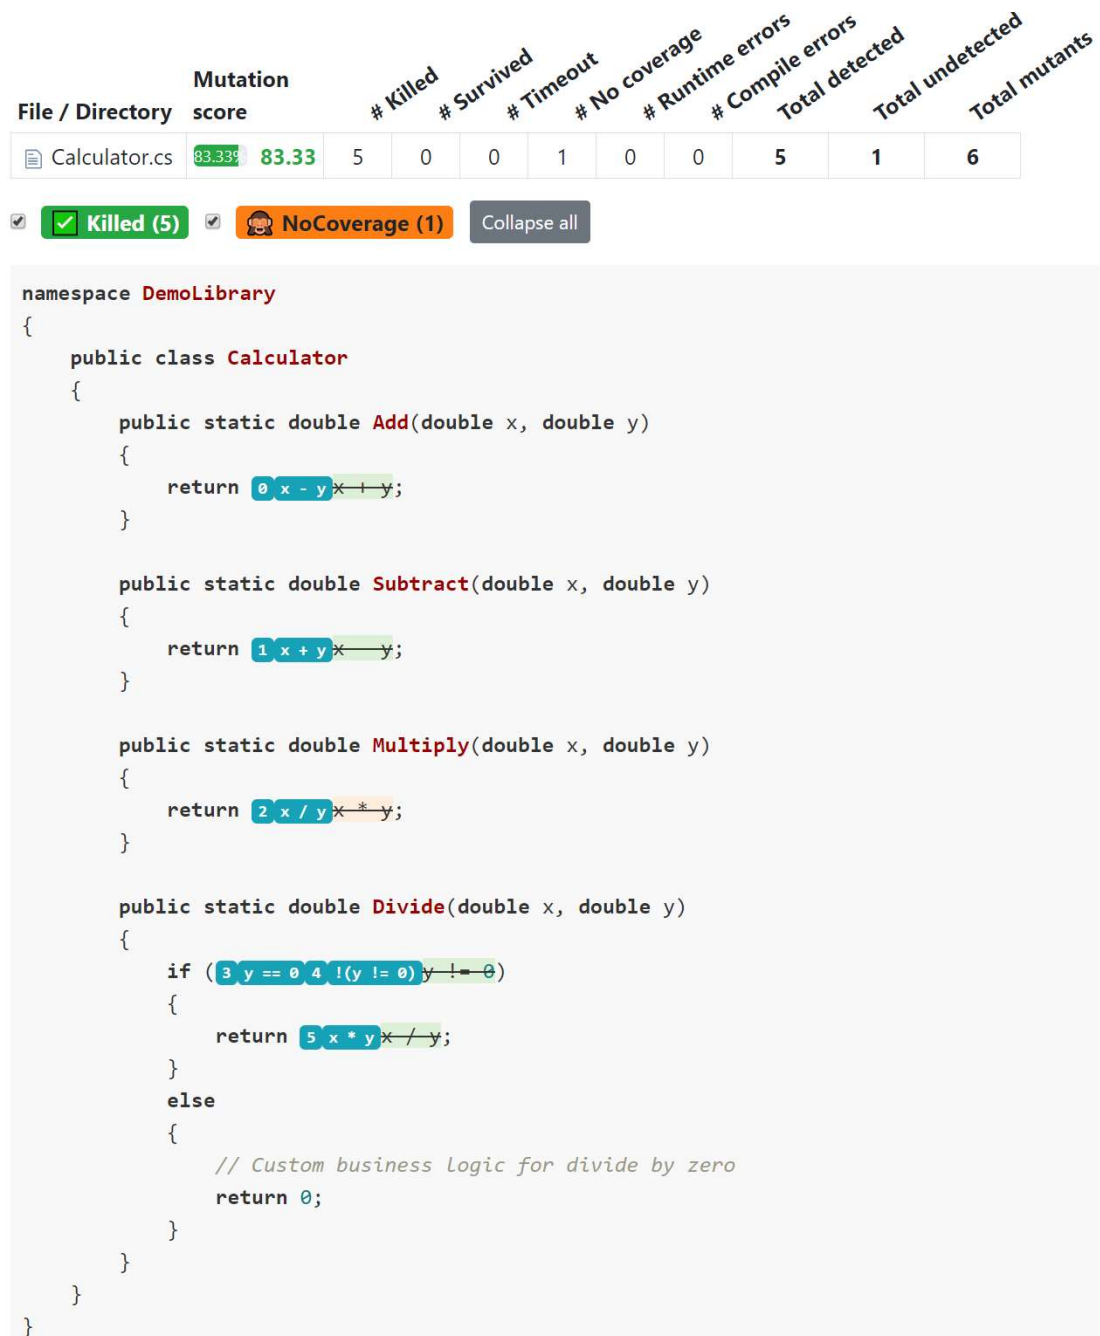 File / Directory Mutation score # Killed # Survived # Timeout # No coverage # Runtime errors # Compile errors Total detected Total undetected Total mutants
Calculator.cs 83.33% 83.33 5 0 0 1 0 0 5 1 6
Killed (5) NoCoverage (1) Collapse all
namespace DemoLibrary
{
    public class Calculator
    {
        public static double Add(double x, double y)
        {
            return 0 x - y x + y;
        }

        public static double Subtract(double x, double y)
        {
            return 1 x + y x - y;
        }

        public static double Multiply(double x, double y)
        {
            return 2 x / y x * y;
        }

        public static double Divide(double x, double y)
        {
            if (3 y == 0 4 !(y != 0) y != 0)
            {
                return 5 x * y x / y;
            }
            else
            {
                // Custom business logic for divide by zero
                return 0;
            }
        }
    }
}